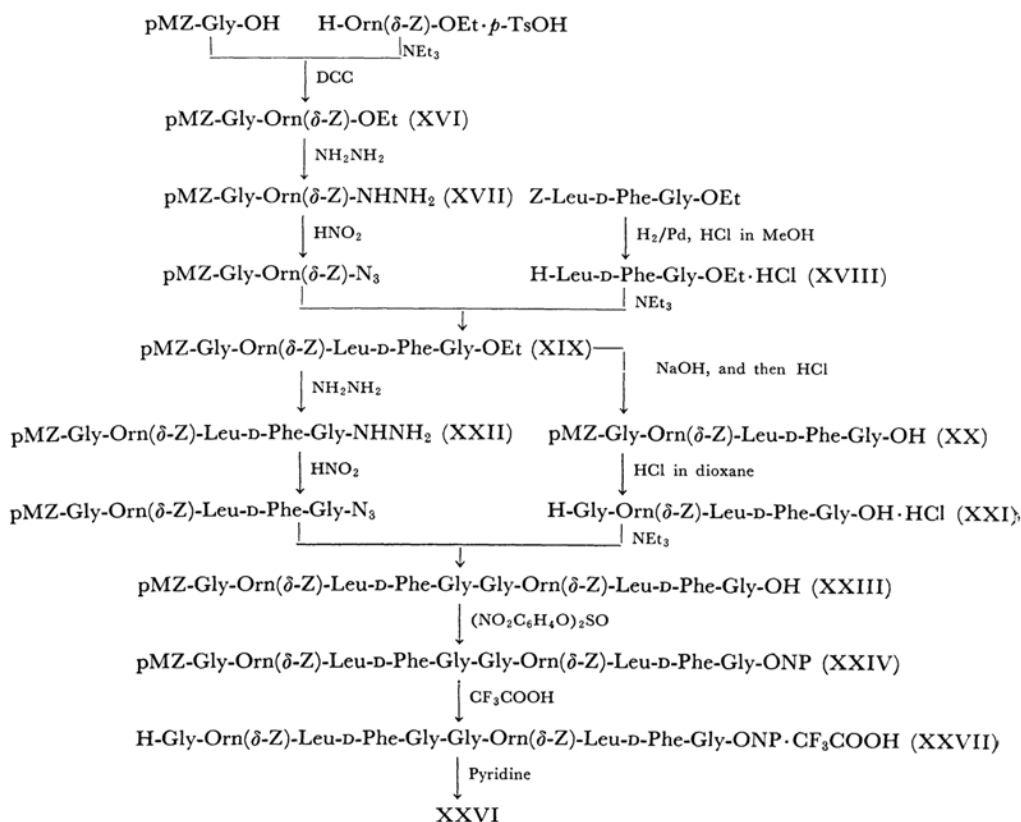 pMZ-Gly-OH H-Orn(δ-Z)-OEt·p-TsOH
NEt₃
DCC
pMZ-Gly-Orn(δ-Z)-OEt (XVI)
NH₂NH₂
pMZ-Gly-Orn(δ-Z)-NHNH₂ (XVII) Z-Leu-D-Phe-Gly-OEt
HNO₂ H₂/Pd, HCl in MeOH
pMZ-Gly-Orn(δ-Z)-N₃ H-Leu-D-Phe-Gly-OEt·HCl (XVIII)
NEt₃
pMZ-Gly-Orn(δ-Z)-Leu-D-Phe-Gly-OEt (XIX)
NH₂NH₂ NaOH, and then HCl
pMZ-Gly-Orn(δ-Z)-Leu-D-Phe-Gly-NHNH₂ (XXII) pMZ-Gly-Orn(δ-Z)-Leu-D-Phe-Gly-OH (XX)
HNO₂ HCl in dioxane
pMZ-Gly-Orn(δ-Z)-Leu-D-Phe-Gly-N₃ H-Gly-Orn(δ-Z)-Leu-D-Phe-Gly-OH·HCl (XXI),
NEt₃
pMZ-Gly-Orn(δ-Z)-Leu-D-Phe-Gly-Gly-Orn(δ-Z)-Leu-D-Phe-Gly-OH (XXIII)
(NO₂C₆H₄O)₂SO
pMZ-Gly-Orn(δ-Z)-Leu-D-Phe-Gly-Gly-Orn(δ-Z)-Leu-D-Phe-Gly-ONP (XXIV)
CF₃COOH
H-Gly-Orn(δ-Z)-Leu-D-Phe-Gly-Gly-Orn(δ-Z)-Leu-D-Phe-Gly-ONP·CF₃COOH (XXVII)
Pyridine
XXVI